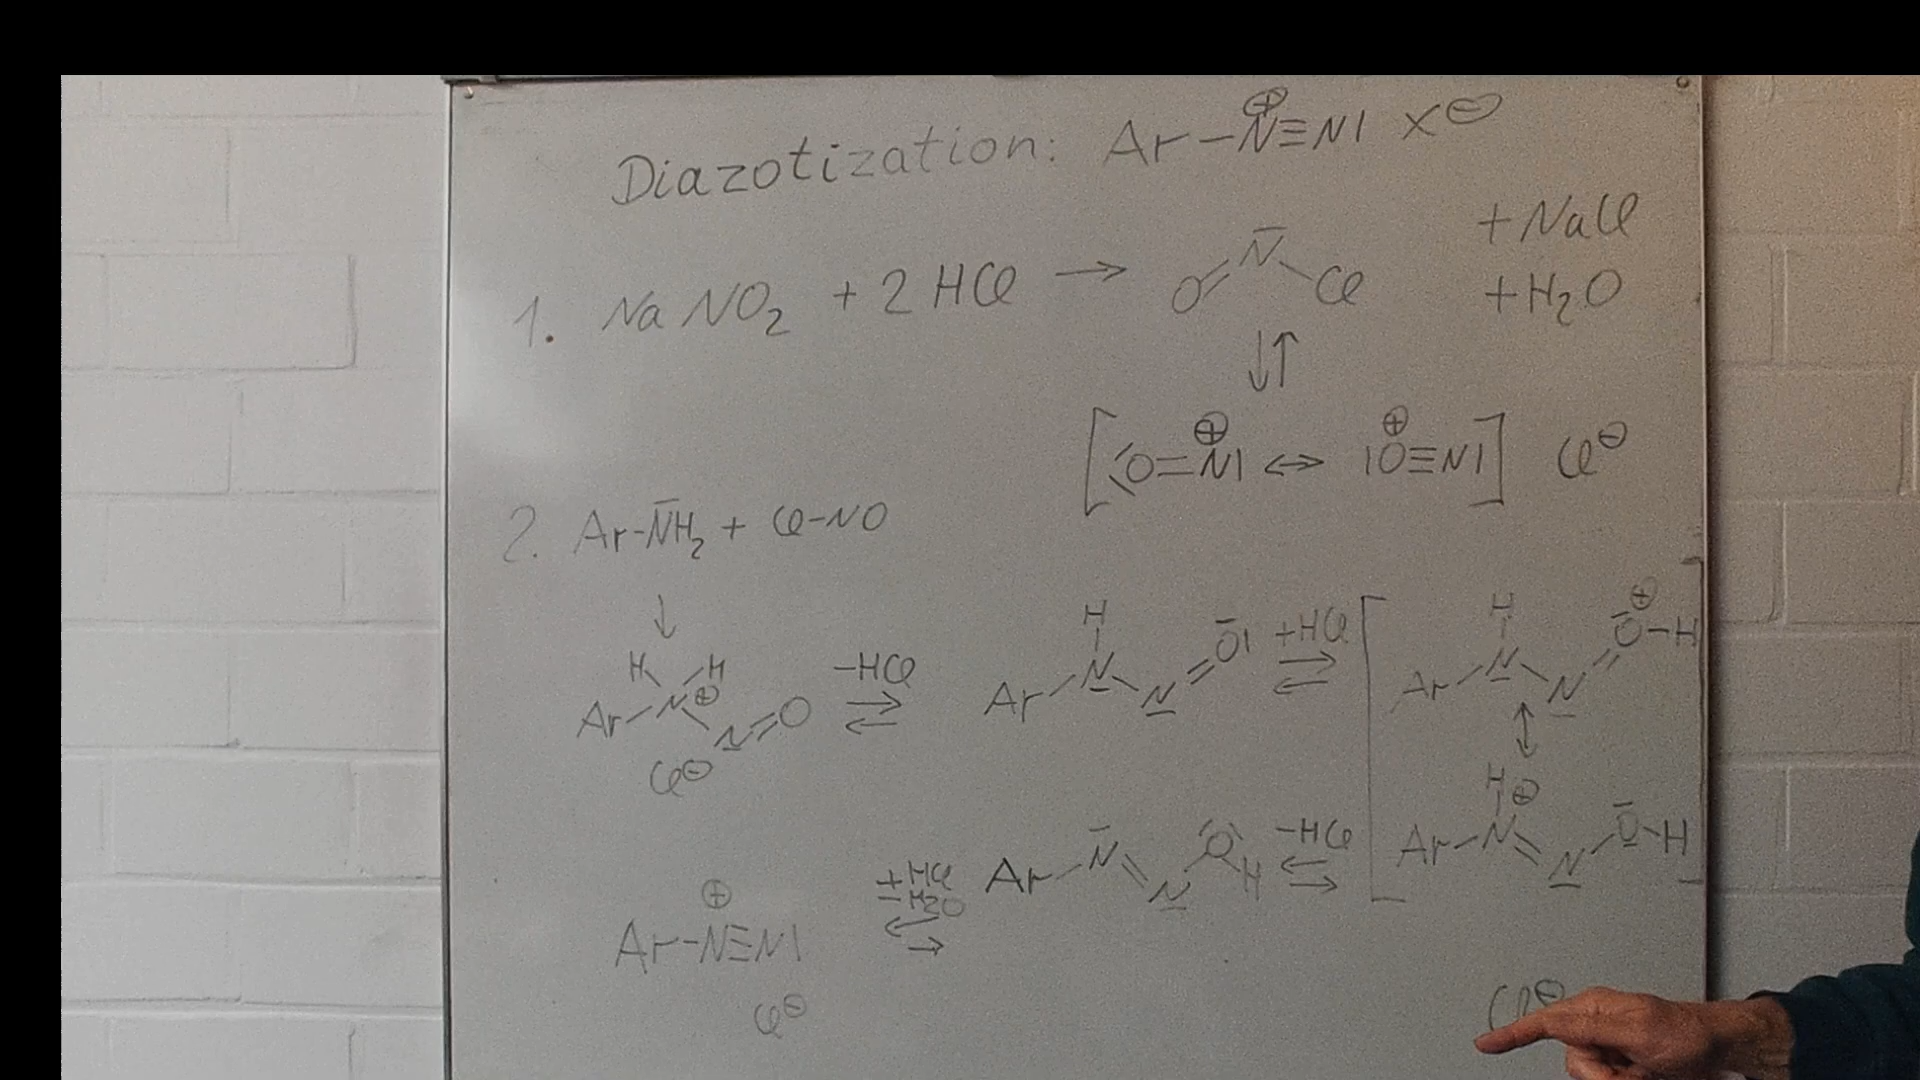 Diazotization: Ar-N⊕≡N| X⊖
1. NaNO2 + 2 HCl → O=N-Cl + NaCl
+ H2O
↓↑
[⟨O=N⊕| ↔ |O⊕≡N|] Cl⊖
2. Ar-NH2 + Cl-NO
↓
H H
Ar-N⊕-N=O
Cl⊖
-HCl ⇌
H
Ar-N-N=O|
+HCl ⇌
[ H
Ar-N-N=O⊕-H
↕
H ⊕
Ar-N=N-O-H ]
Cl⊖
-HCl ⇌
Ar-N=N-O
H
+HCl
-H2O
⇌
Ar-N⊕≡N|
Cl⊖